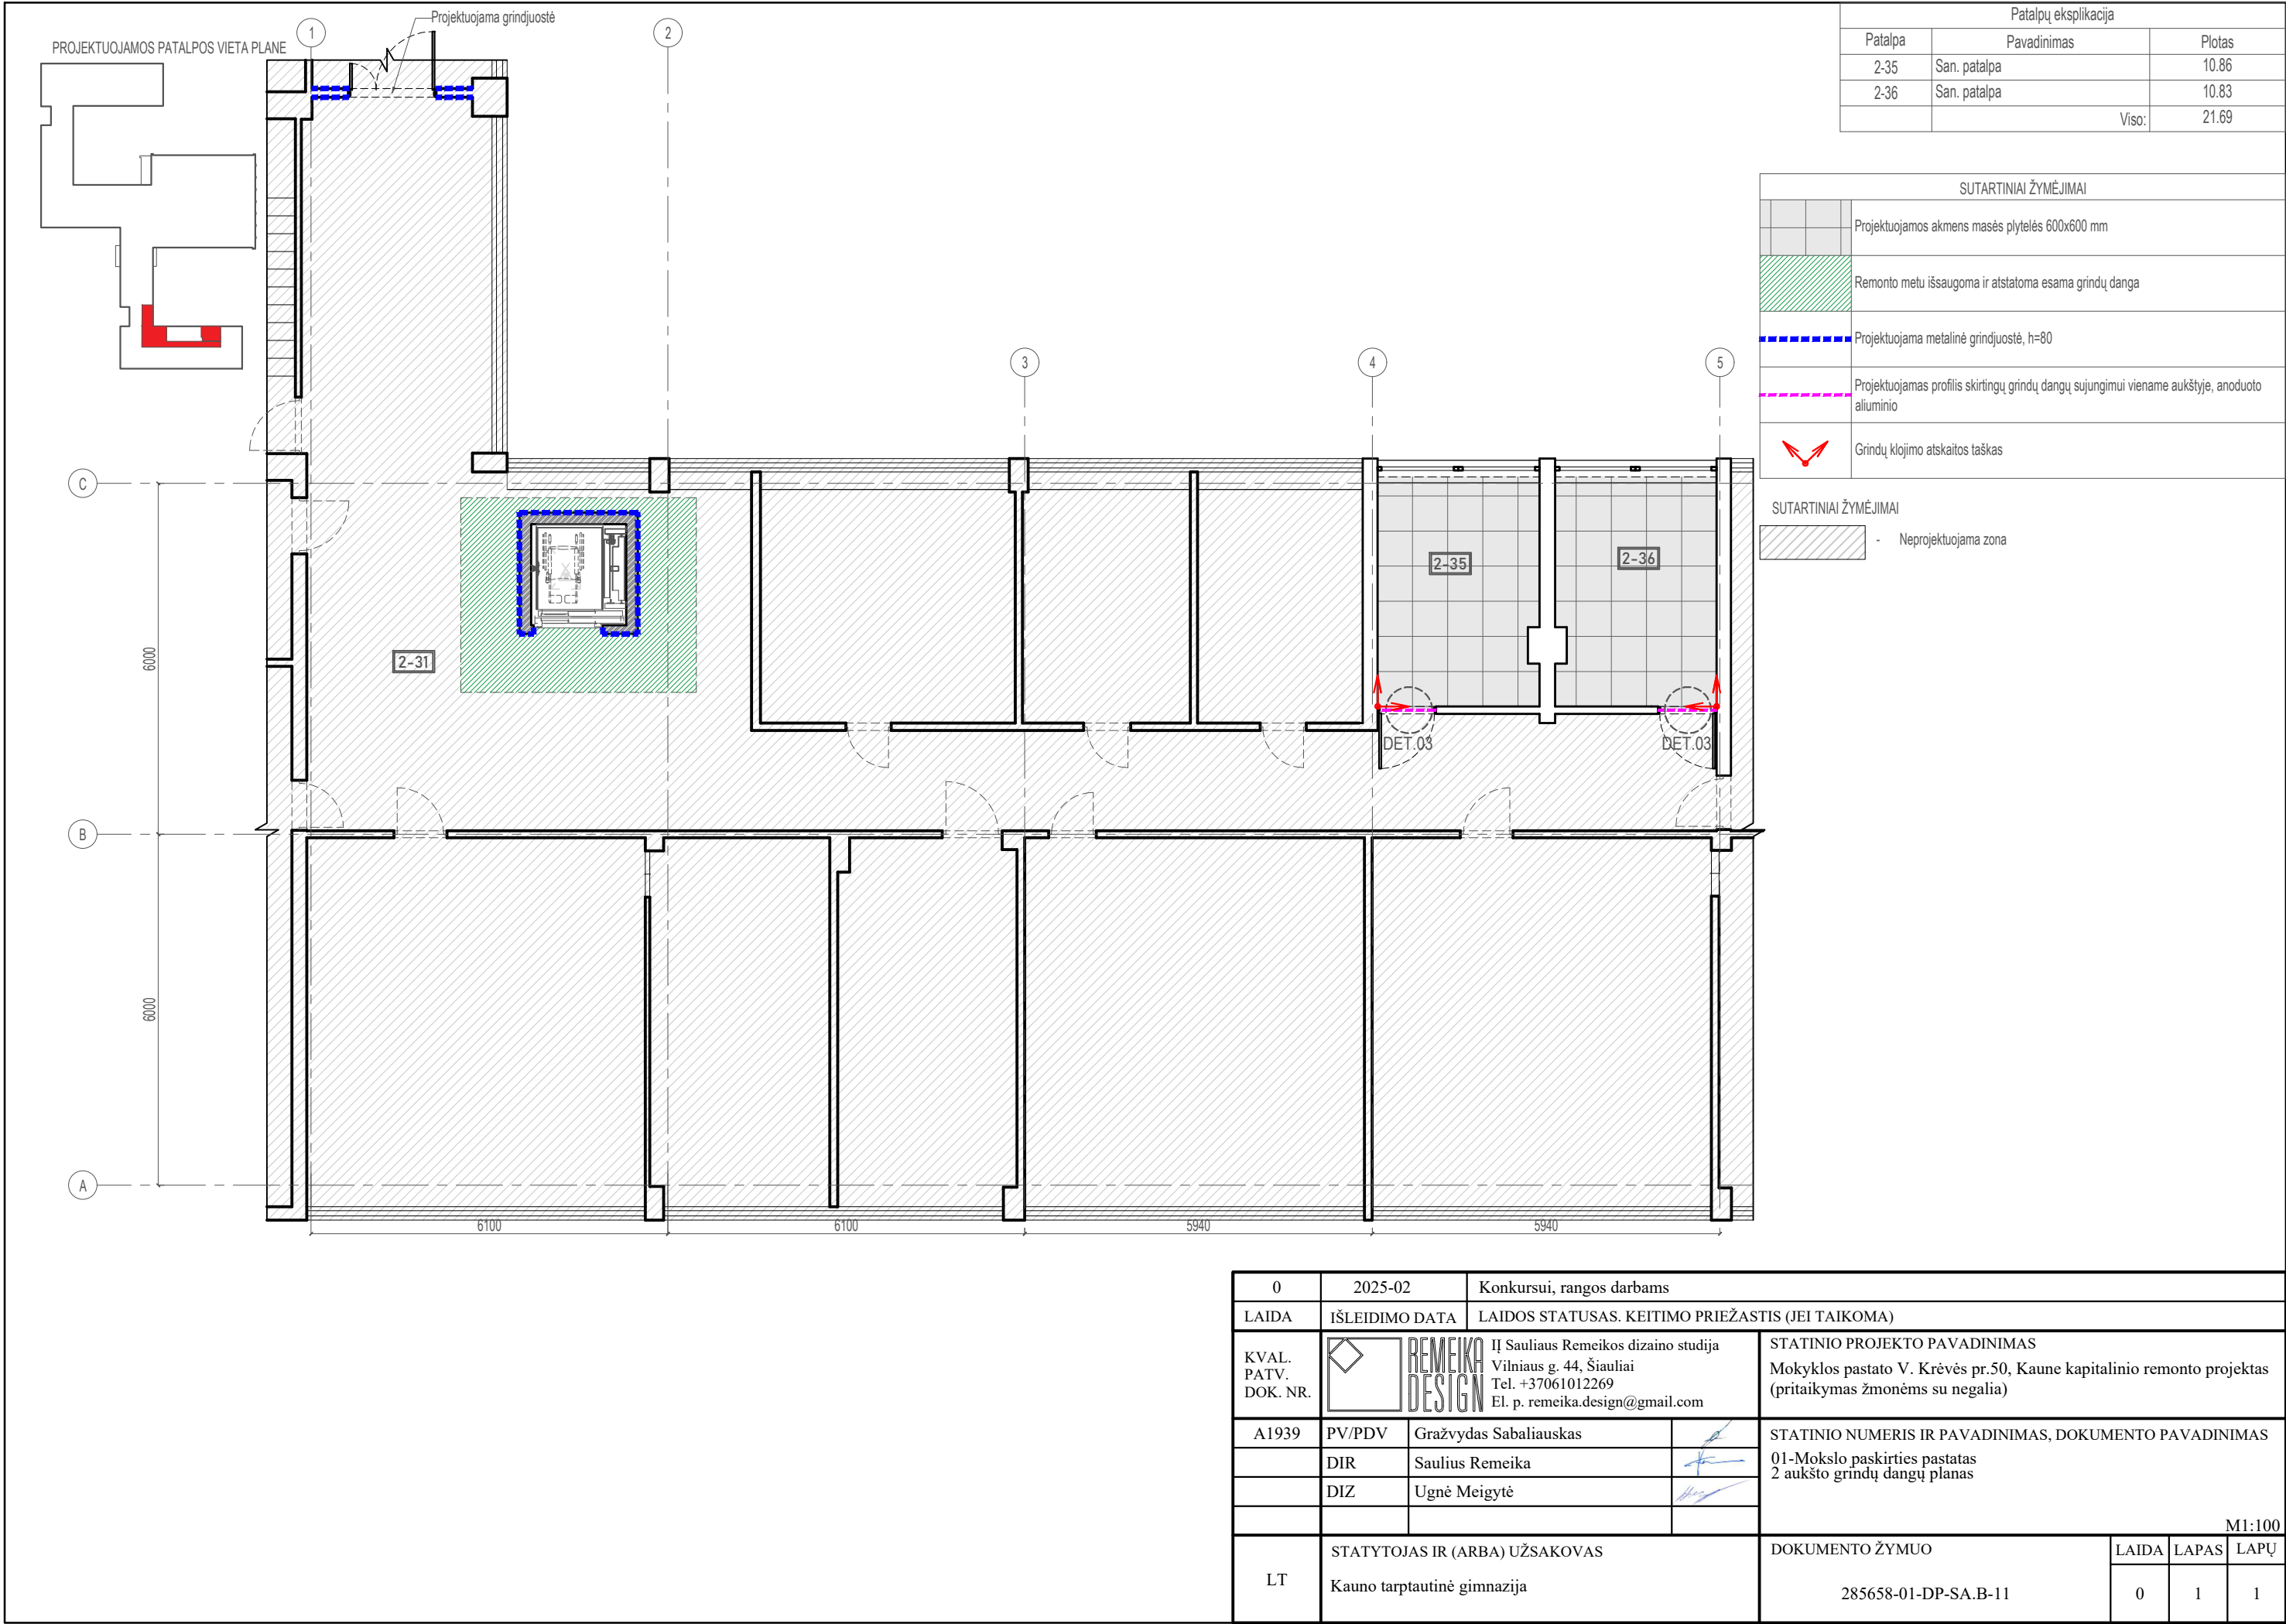 PROJEKTUOJAMOS PATALPOS VIETA PLANE
Projektuojama grindjuostė
1
2
3
4
5
C
B
A
6000
6000
6100
6100
5940
5940
2-31
2-35
2-36
DET.03
DET.03
Patalpų eksplikacija
Patalpa Pavadinimas Plotas
2-35 San. patalpa 10.86
2-36 San. patalpa 10.83
Viso: 21.69
SUTARTINIAI ŽYMĖJIMAI
Projektuojamos akmens masės plytelės 600x600 mm
Remonto metu išsaugoma ir atstatoma esama grindų danga
Projektuojama metalinė grindjuostė, h=80
Projektuojamas profilis skirtingų grindų dangų sujungimui viename aukštyje, anoduoto
aliuminio
Grindų klojimo atskaitos taškas
SUTARTINIAI ŽYMĖJIMAI
- Neprojektuojama zona
0 2025-02 Konkursui, rangos darbams
LAIDA IŠLEIDIMO DATA LAIDOS STATUSAS. KEITIMO PRIEŽASTIS (JEI TAIKOMA)
KVAL.
PATV.
DOK. NR.
REMEIKA
DESIGN
IĮ Sauliaus Remeikos dizaino studija
Vilniaus g. 44, Šiauliai
Tel. +37061012269
El. p. remeika.design@gmail.com
STATINIO PROJEKTO PAVADINIMAS
Mokyklos pastato V. Krėvės pr.50, Kaune kapitalinio remonto projektas
(pritaikymas žmonėms su negalia)
A1939 PV/PDV Gražvydas Sabaliauskas
DIR Saulius Remeika
DIZ Ugnė Meigytė
STATINIO NUMERIS IR PAVADINIMAS, DOKUMENTO PAVADINIMAS
01-Mokslo paskirties pastatas
2 aukšto grindų dangų planas
M1:100
LT
STATYTOJAS IR (ARBA) UŽSAKOVAS
Kauno tarptautinė gimnazija
DOKUMENTO ŽYMUO
285658-01-DP-SA.B-11
LAIDA LAPAS LAPŲ
0 1 1